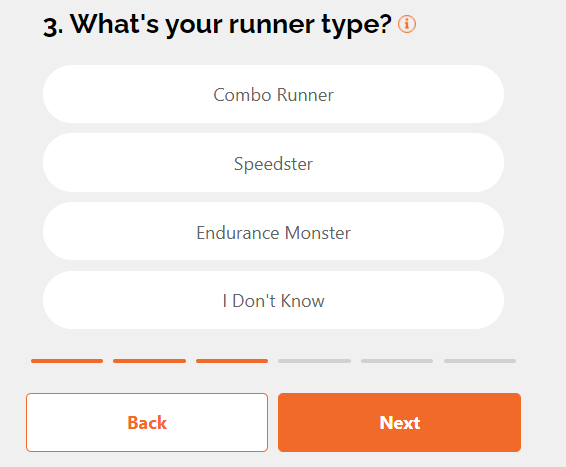 3. What's your runner type?
Combo Runner
Speedster
Endurance Monster
I Don't Know
Back
Next